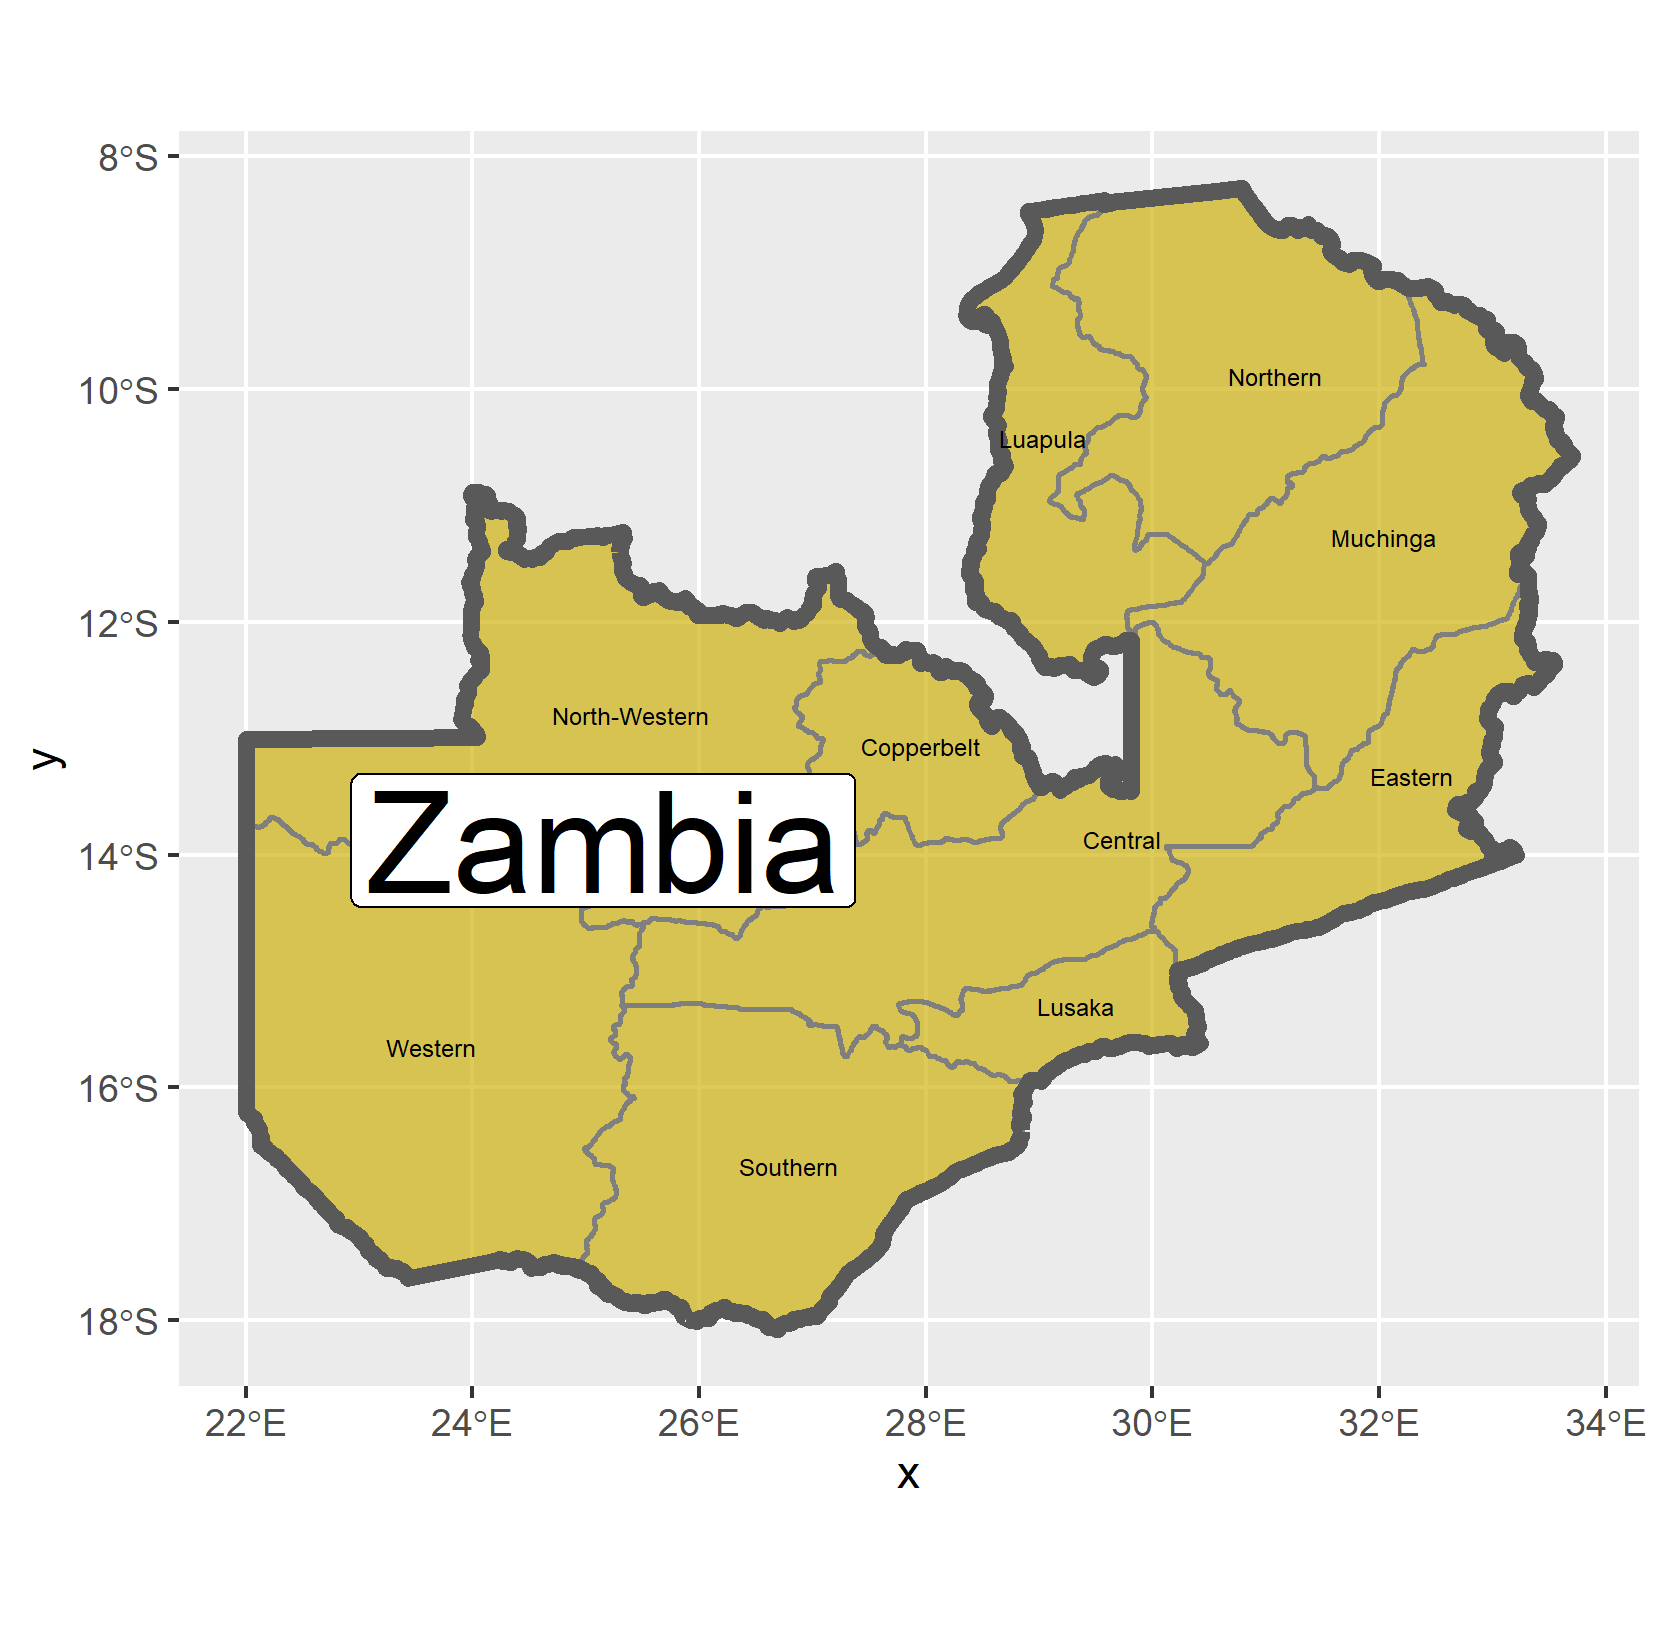 8°S
10°S
12°S
14°S
16°S
18°S
y
Northern
Luapula
Muchinga
North-Western
Copperbelt
Eastern
Zambia
Central
Lusaka
Western
Southern
22°E 24°E 26°E 28°E 30°E 32°E 34°E
x